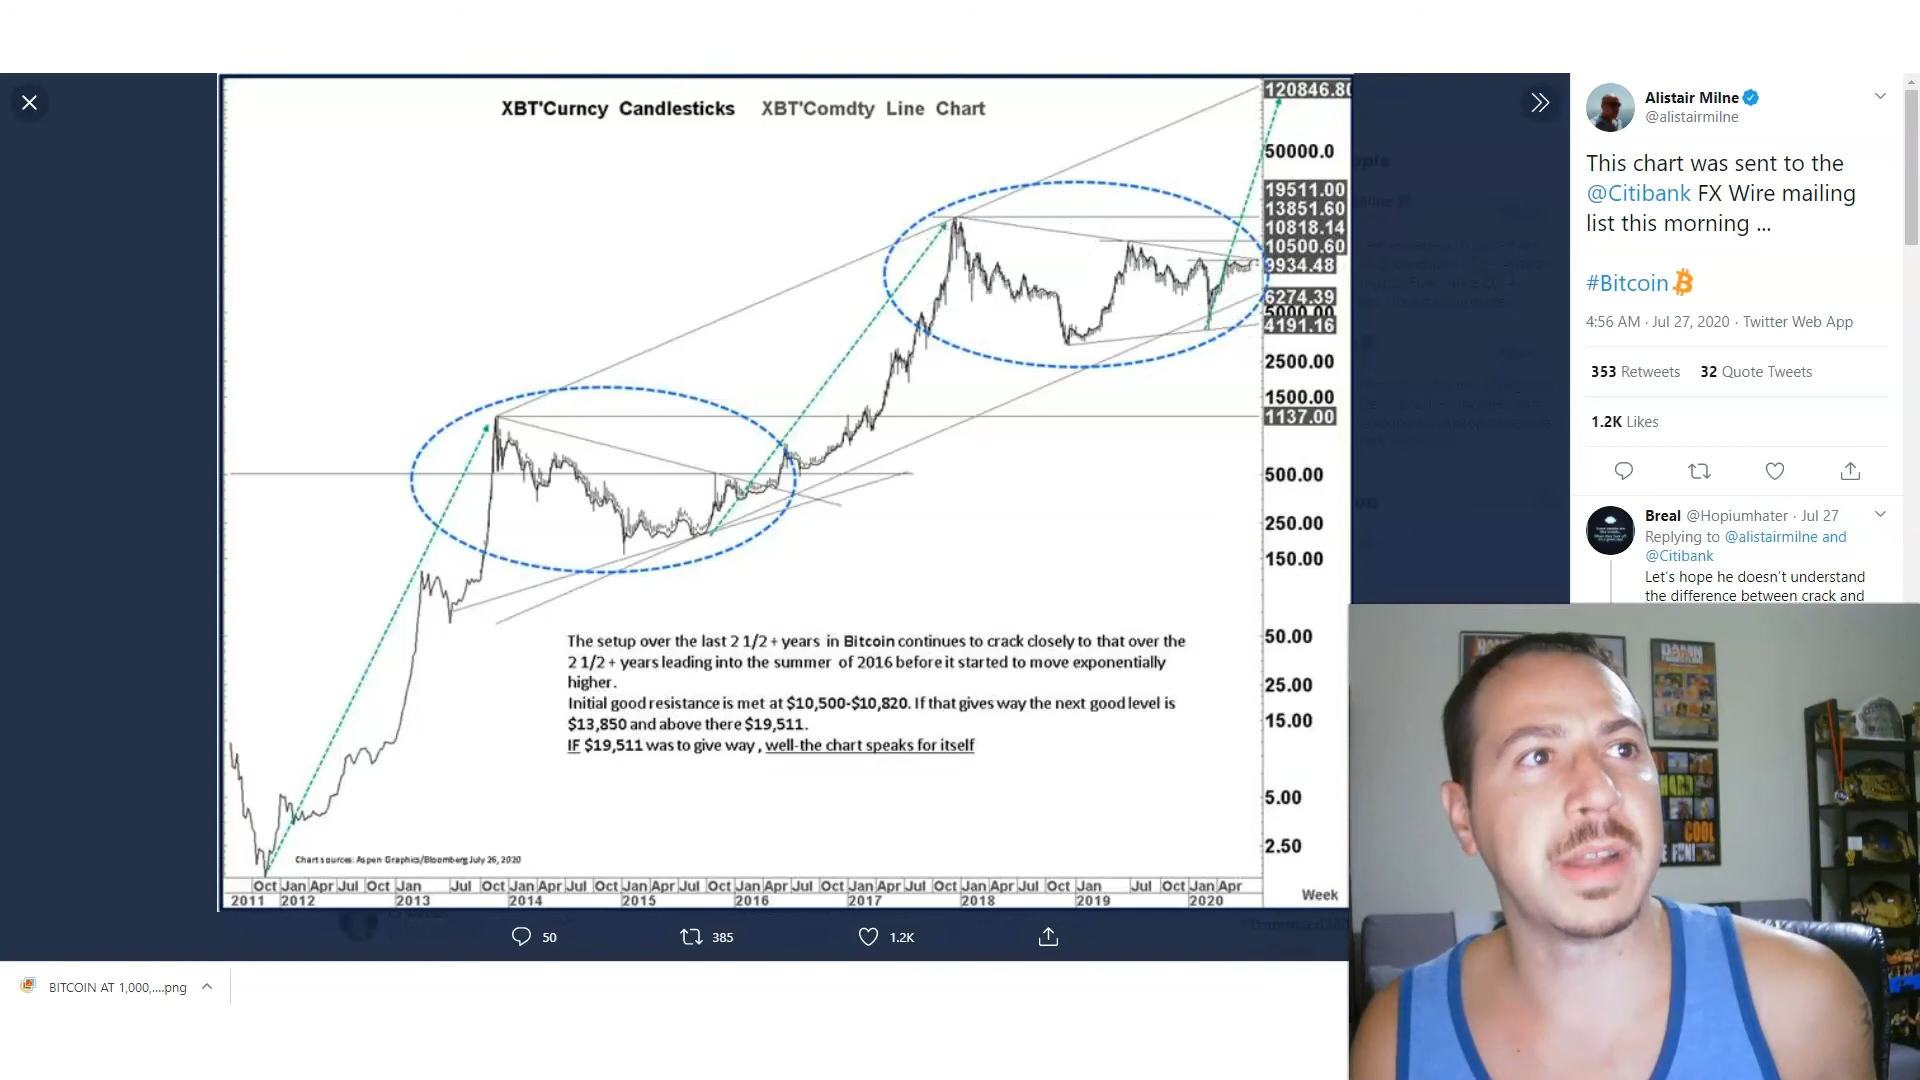 XBT'Curncy Candlesticks XBT'Comdty Line Chart
120846.80
50000.0
19511.00
13851.60
10818.14
10500.60
9934.48
6274.39
5000.00
4191.16
2500.00
1500.00
1137.00
500.00
250.00
150.00
50.00
25.00
15.00
5.00
2.50
The setup over the last 2 1/2 + years in Bitcoin continues to crack closely to that over the
2 1/2 + years leading into the summer of 2016 before it started to move exponentially
higher.
Initial good resistance is met at $10,500-$10,820. If that gives way the next good level is
$13,850 and above there $19,511.
IF $19,511 was to give way, well-the chart speaks for itself
Chart sources: Aspen Graphics/Bloomberg July 26, 2020
Oct Jan Apr Jul Oct Jan Jul Oct Jan Apr Jul Oct Jan Apr Jul Oct Jan Apr Jul Oct Jan Apr Jul Oct Jan Apr Jul Oct Jan Jul Oct Jan Apr
2011 2012 2013 2014 2015 2016 2017 2018 2019 2020
Week
50 385 1.2K
Alistair Milne
@alistairmilne
This chart was sent to the
@Citibank FX Wire mailing
list this morning ...
#Bitcoin
4:56 AM · Jul 27, 2020 · Twitter Web App
353 Retweets 32 Quote Tweets
1.2K Likes
Breal @Hopiumhater · Jul 27
Replying to @alistairmilne and
@Citibank
Let's hope he doesn't understand
the difference between crack and
BITCOIN AT 1,000,....png
HARD
COOL
E FUN!